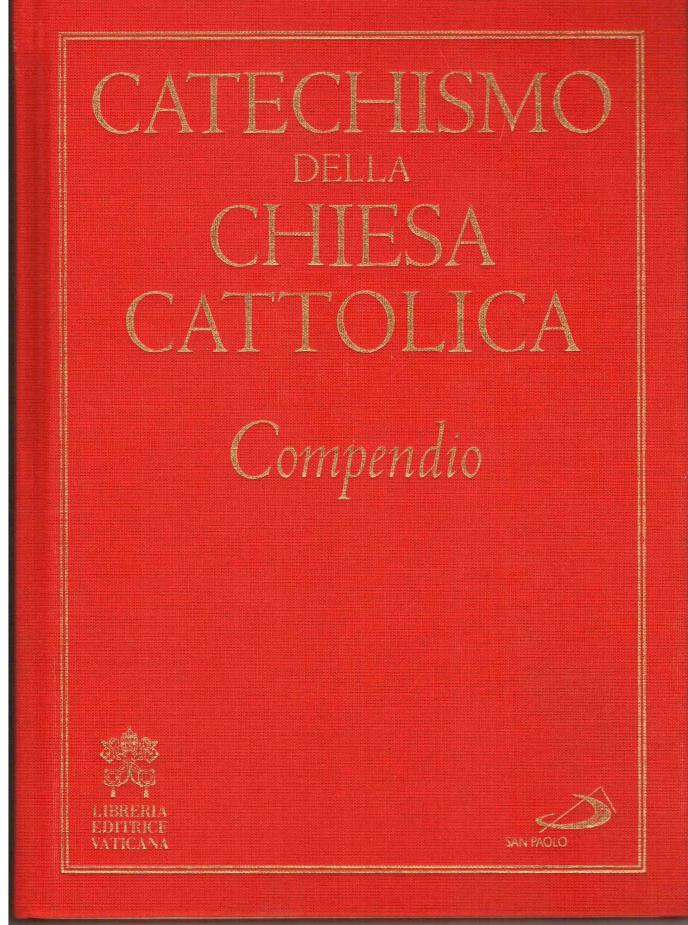 CATECHISMO
DELLA
CHIESA
CATTOLICA
Compendio
LIBRERIA
EDITRICE
VATICANA
SAN PAOLO